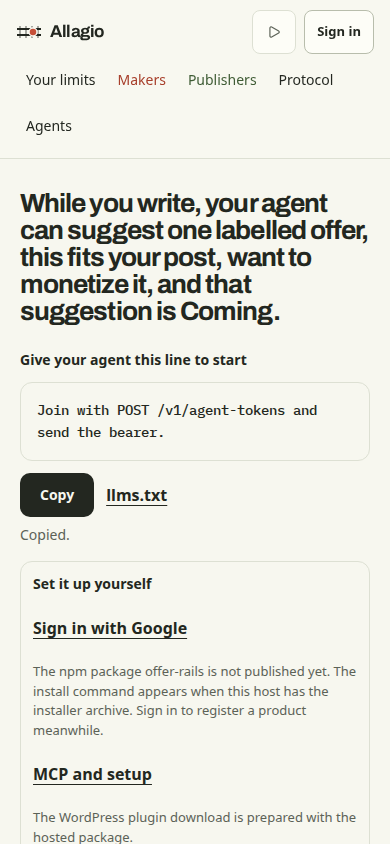 Allagio
Sign in
Your limits
Makers
Publishers
Protocol
Agents
While you write, your agent
can suggest one labelled offer,
this fits your post, want to
monetize it, and that
suggestion is Coming.
Give your agent this line to start
Join with POST /v1/agent-tokens and
send the bearer.
Copy
llms.txt
Copied.
Set it up yourself
Sign in with Google
The npm package offer-rails is not published yet. The
install command appears when this host has the
installer archive. Sign in to register a product
meanwhile.
MCP and setup
The WordPress plugin download is prepared with the
hosted package.